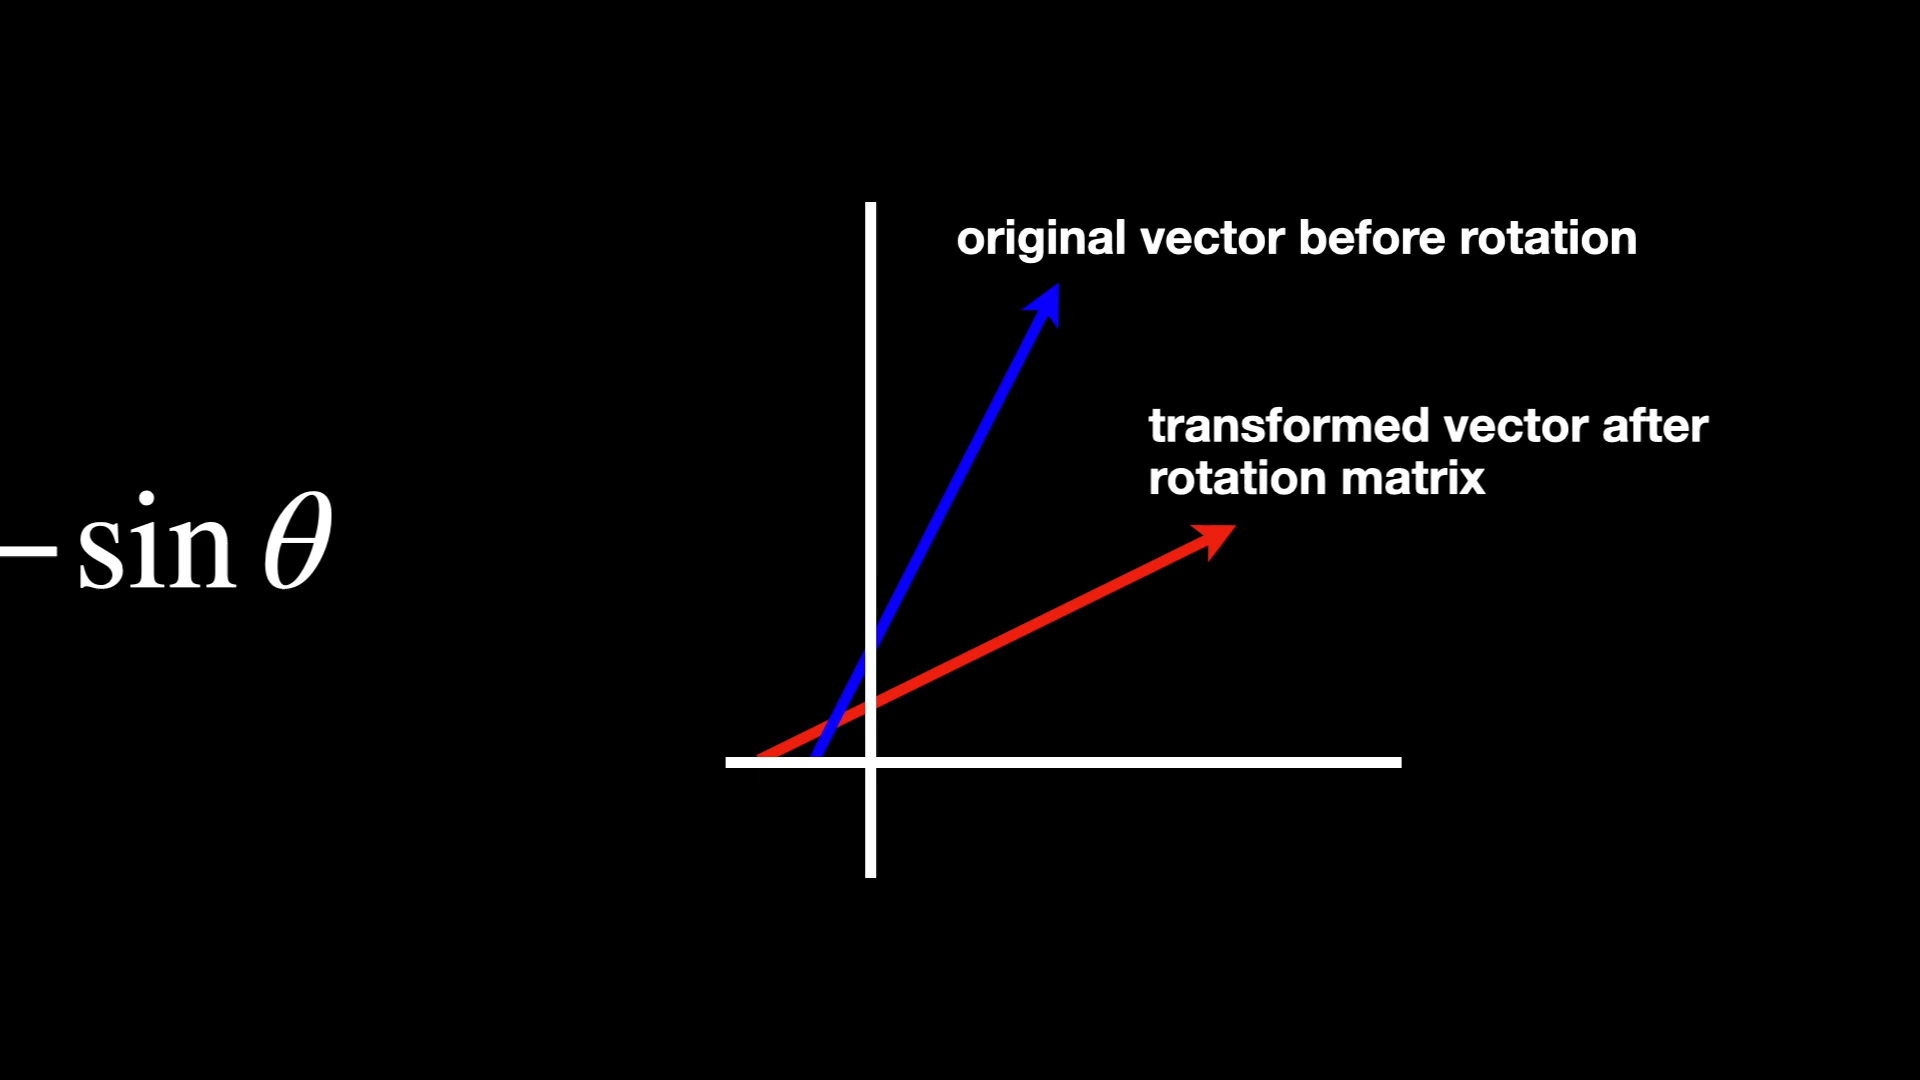 original vector before rotation
transformed vector after
rotation matrix
− sin θ